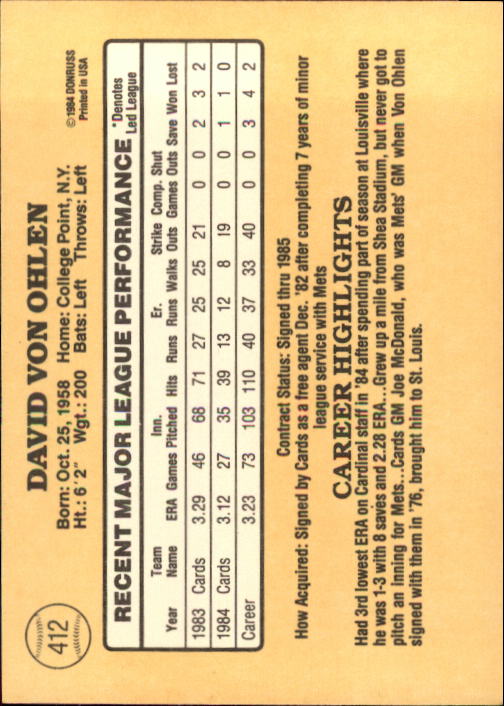 412
DAVID VON OHLEN
Born: Oct. 25, 1958 Home: College Point, N.Y.
Ht.: 6'2" Wgt.: 200 Bats: Left Throws: Left
©1984 DONRUSS
Printed in USA
RECENT MAJOR LEAGUE PERFORMANCE
*Denotes
Led League
Year Team Name ERA Games Inn. Pitched Hits Runs Er. Runs Walks Strike Outs Comp. Games Shut Outs Save Won Lost
1983 Cards 3.29 46 68 71 27 25 25 21 0 0 2 3 2
1984 Cards 3.12 27 35 39 13 12 8 19 0 0 1 1 0
Career 3.23 73 103 110 40 37 33 40 0 0 3 4 2
Contract Status: Signed thru 1985
How Acquired: Signed by Cards as a free agent Dec. '82 after completing 7 years of minor
league service with Mets
CAREER HIGHLIGHTS
Had 3rd lowest ERA on Cardinal staff in '84 after spending part of season at Louisville where
he was 1-3 with 8 saves and 2.28 ERA...Grew up a mile from Shea Stadium, but never got to
pitch an inning for Mets...Cards GM Joe McDonald, who was Mets' GM when Von Ohlen
signed with them in '76, brought him to St. Louis.